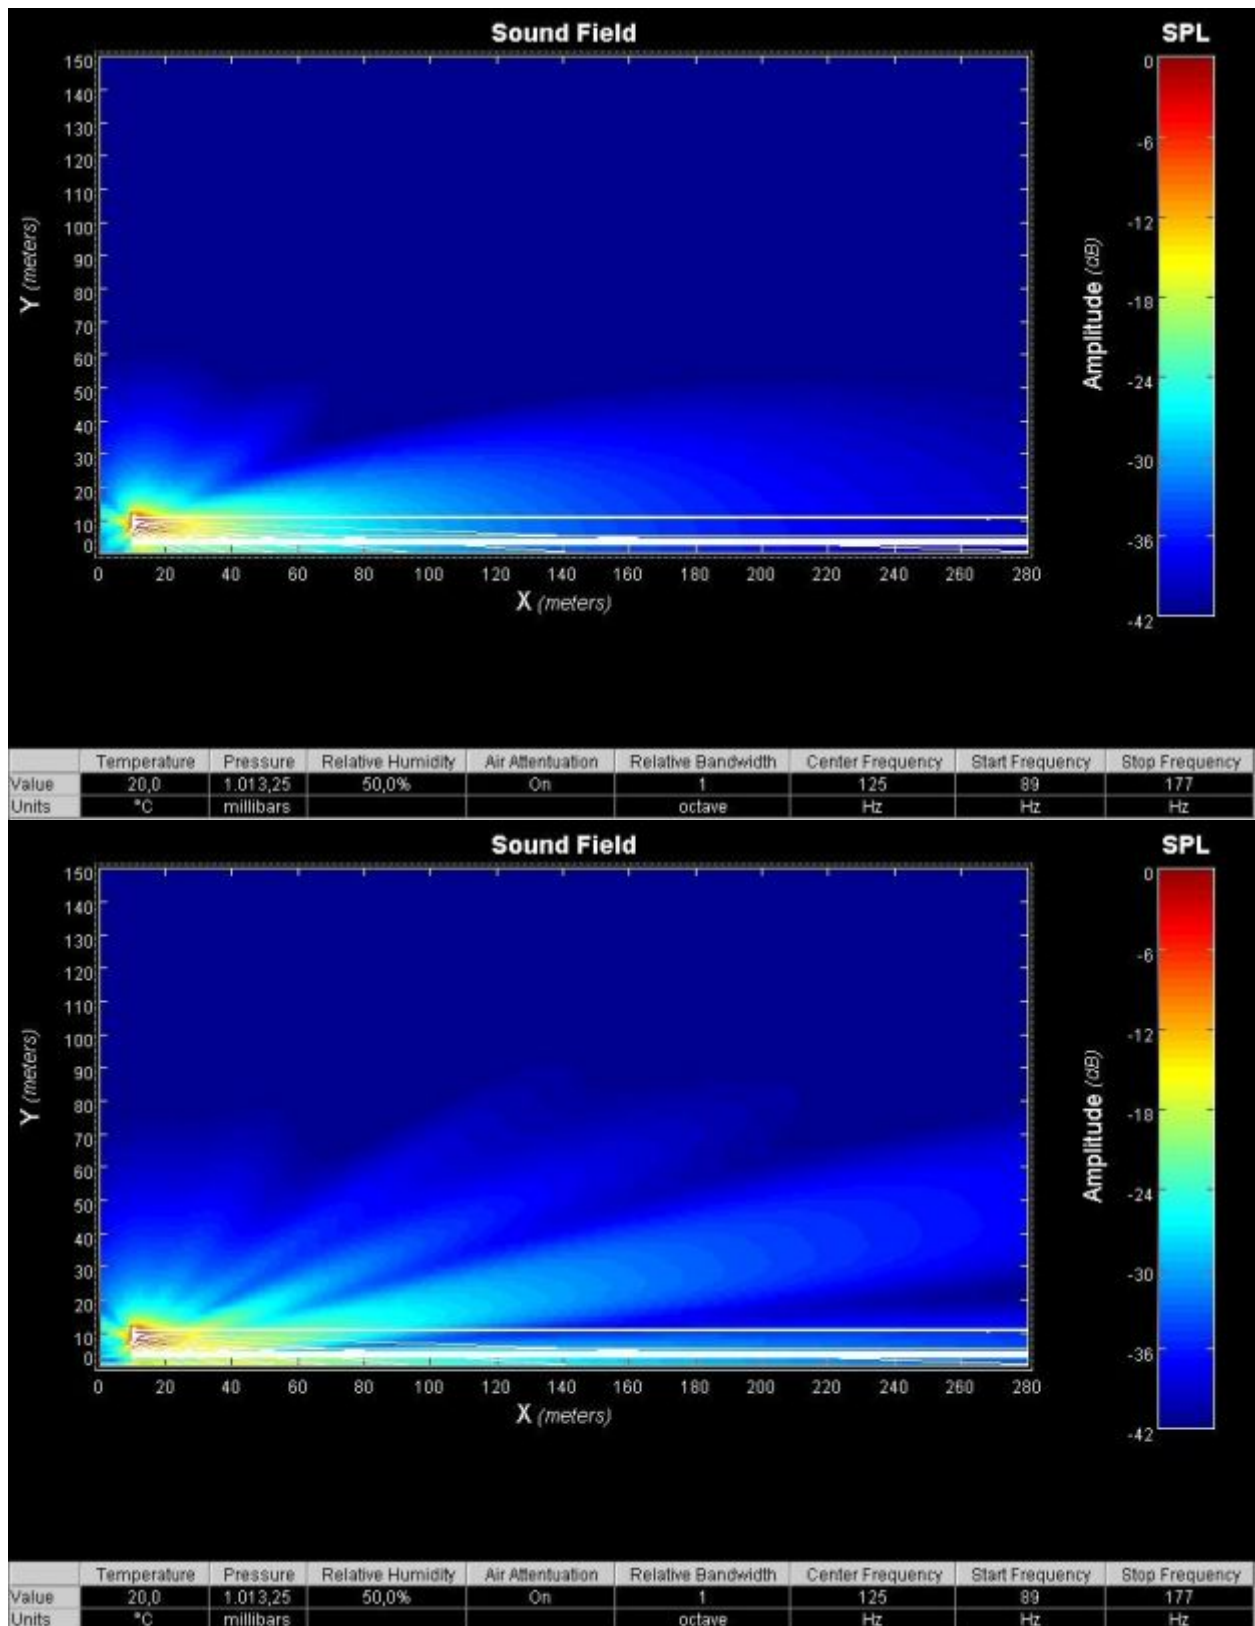 Sound Field
SPL
150
140
130
120
110
100
90
80
70
60
50
40
30
20
10
0
Y (meters)
0 20 40 60 80 100 120 140 160 180 200 220 240 260 280
X (meters)
0
-6
-12
-18
-24
-30
-36
-42
Amplitude (dB)
Temperature Pressure Relative Humidity Air Attentuation Relative Bandwidth Center Frequency Start Frequency Stop Frequency
Value 20,0 1.013,25 50,0% On 1 125 89 177
Units °C millibars octave Hz Hz Hz
Sound Field
SPL
150
140
130
120
110
100
90
80
70
60
50
40
30
20
10
0
Y (meters)
0 20 40 60 80 100 120 140 160 180 200 220 240 260 280
X (meters)
0
-6
-12
-18
-24
-30
-36
-42
Amplitude (dB)
Temperature Pressure Relative Humidity Air Attentuation Relative Bandwidth Center Frequency Start Frequency Stop Frequency
Value 20,0 1.013,25 50,0% On 1 125 89 177
Units °C millibars octave Hz Hz Hz